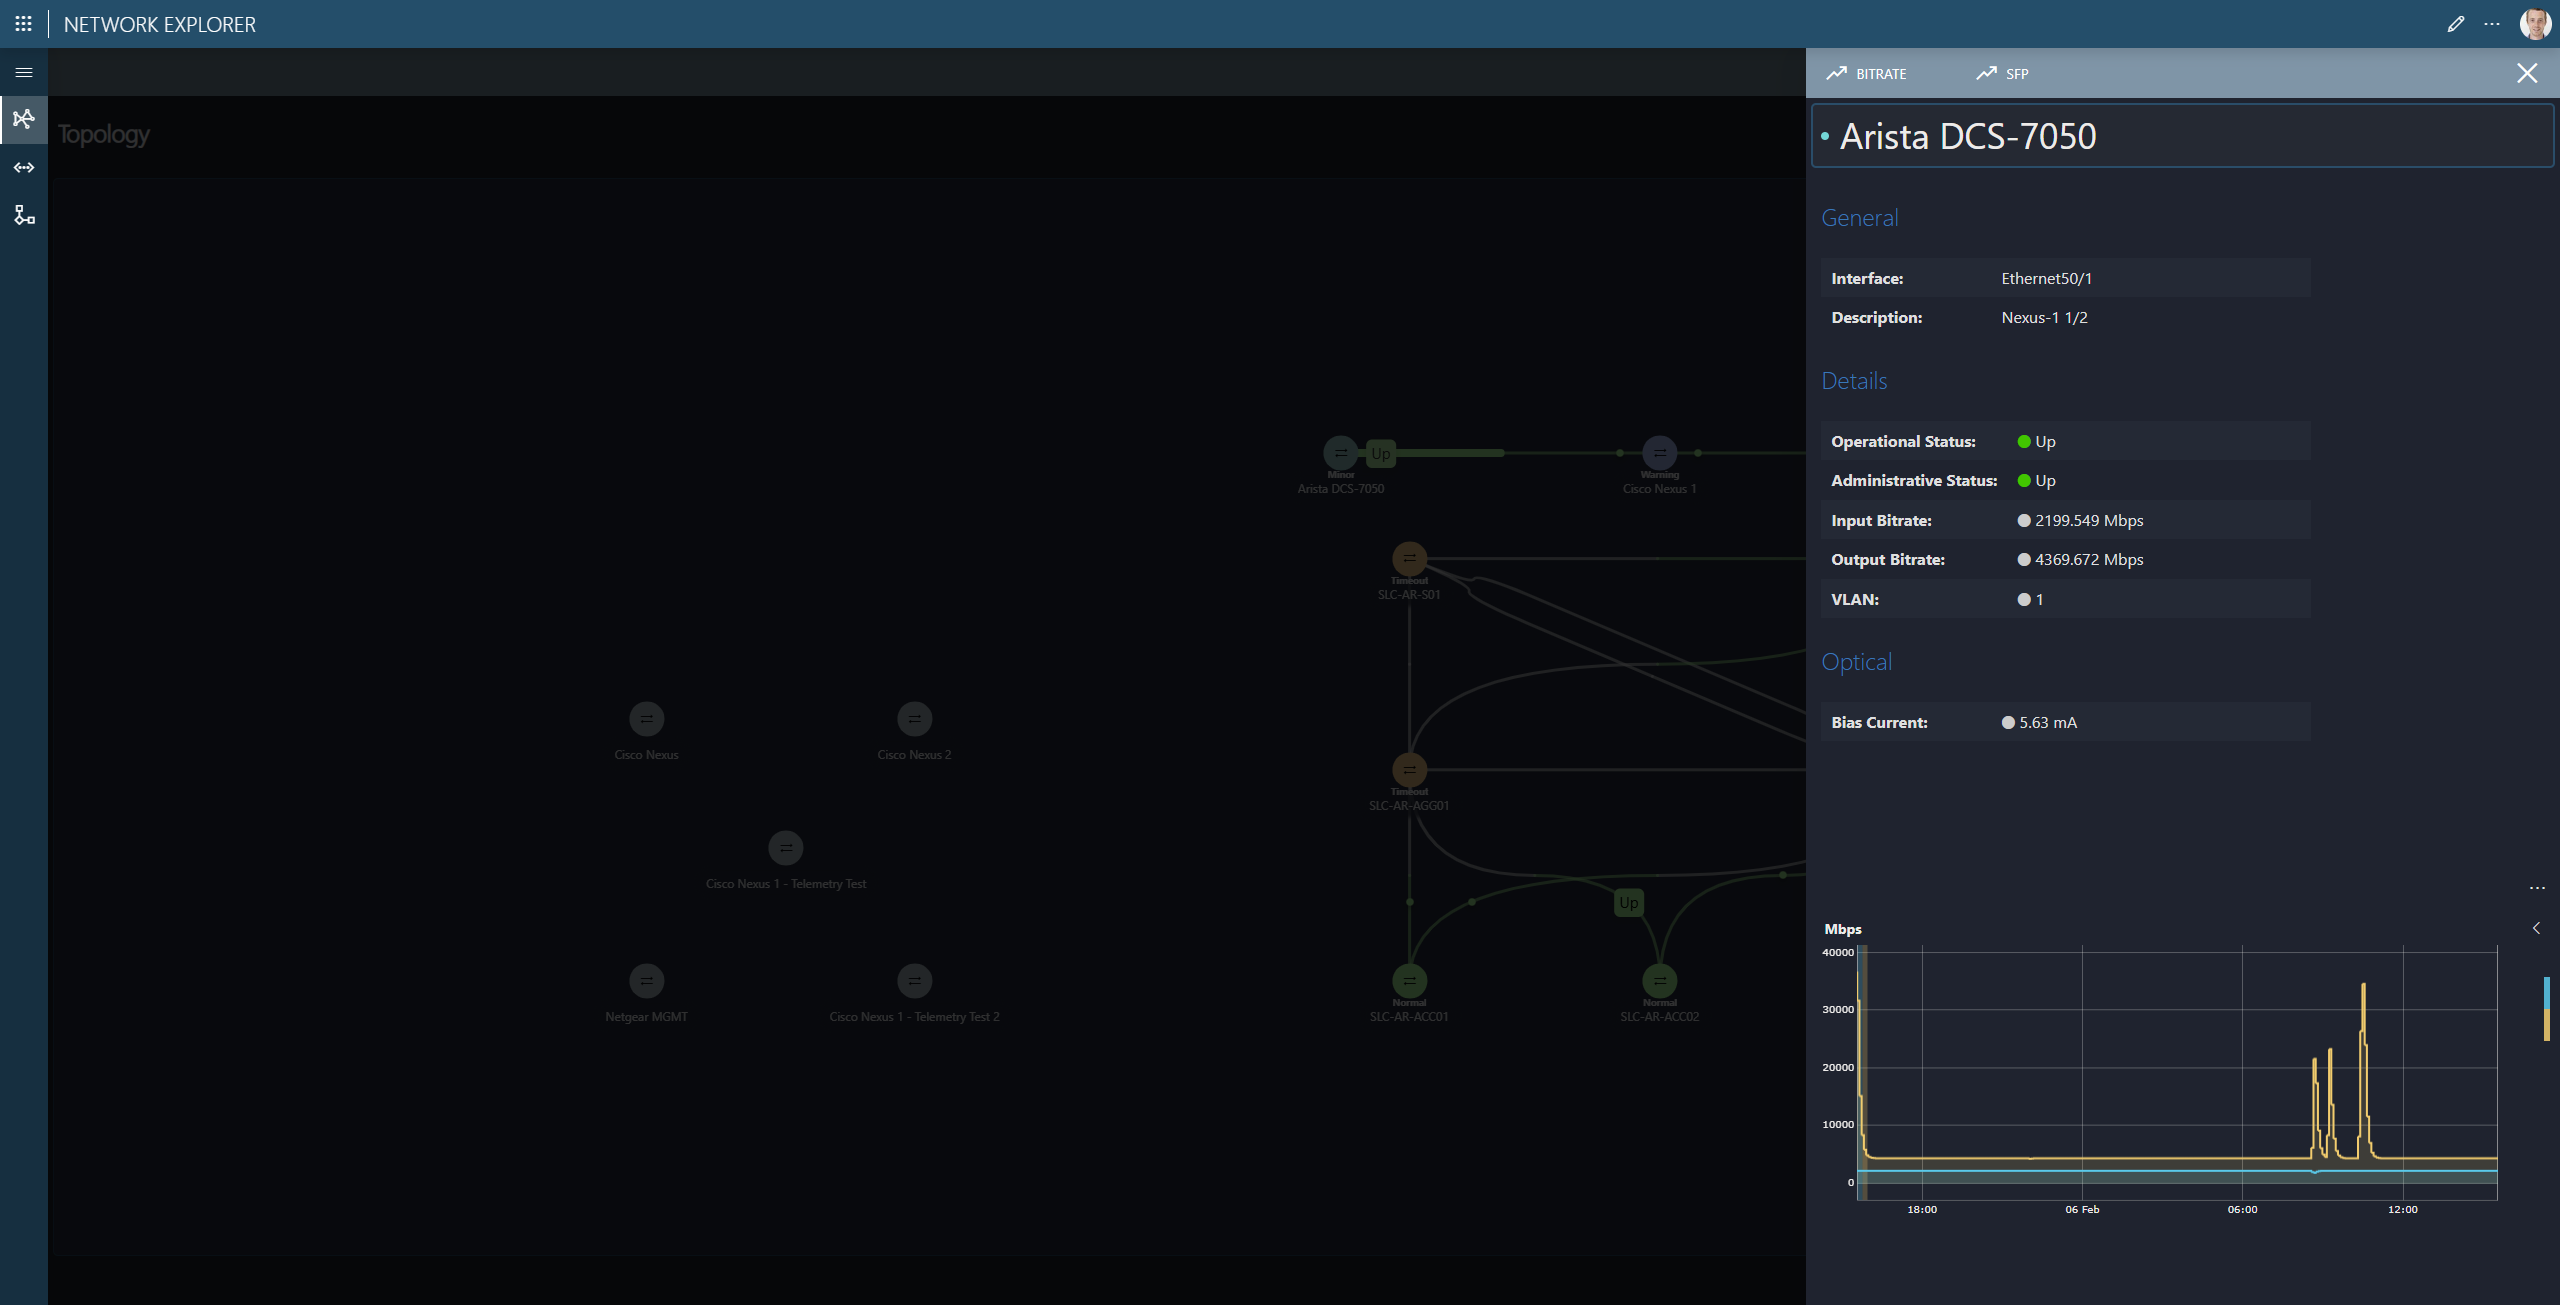 NETWORK EXPLORER
Topology
Up
Minor
Arista DCS-7050
Warning
Cisco Nexus 1
Timeout
SLC-AR-S01
Cisco Nexus
Cisco Nexus 2
Timeout
SLC-AR-AGG01
Cisco Nexus 1 - Telemetry Test
Up
Netgear MGMT
Cisco Nexus 1 - Telemetry Test 2
Normal
SLC-AR-ACC01
Normal
SLC-AR-ACC02
BITRATE
SFP
Arista DCS-7050
General
Interface: Ethernet50/1
Description: Nexus-1 1/2
Details
Operational Status: Up
Administrative Status: Up
Input Bitrate: 2199.549 Mbps
Output Bitrate: 4369.672 Mbps
VLAN: 1
Optical
Bias Current: 5.63 mA
Mbps
40000
30000
20000
10000
0
18:00 06 Feb 06:00 12:00